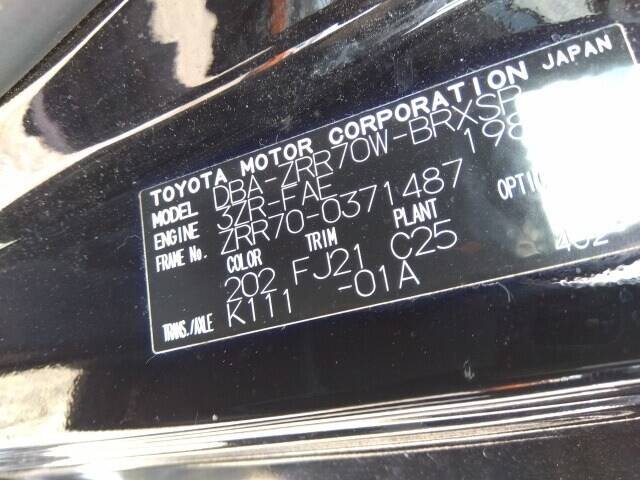 TOYOTA MOTOR CORPORATION JAPAN
MODEL DBA-ZRR70W-BRXSP
ENGINE 3ZR-FAE 198
FRAME No. ZRR70-0371487
COLOR TRIM PLANT
202 FJ21 C25
TRANS./AXLE K111 -01A